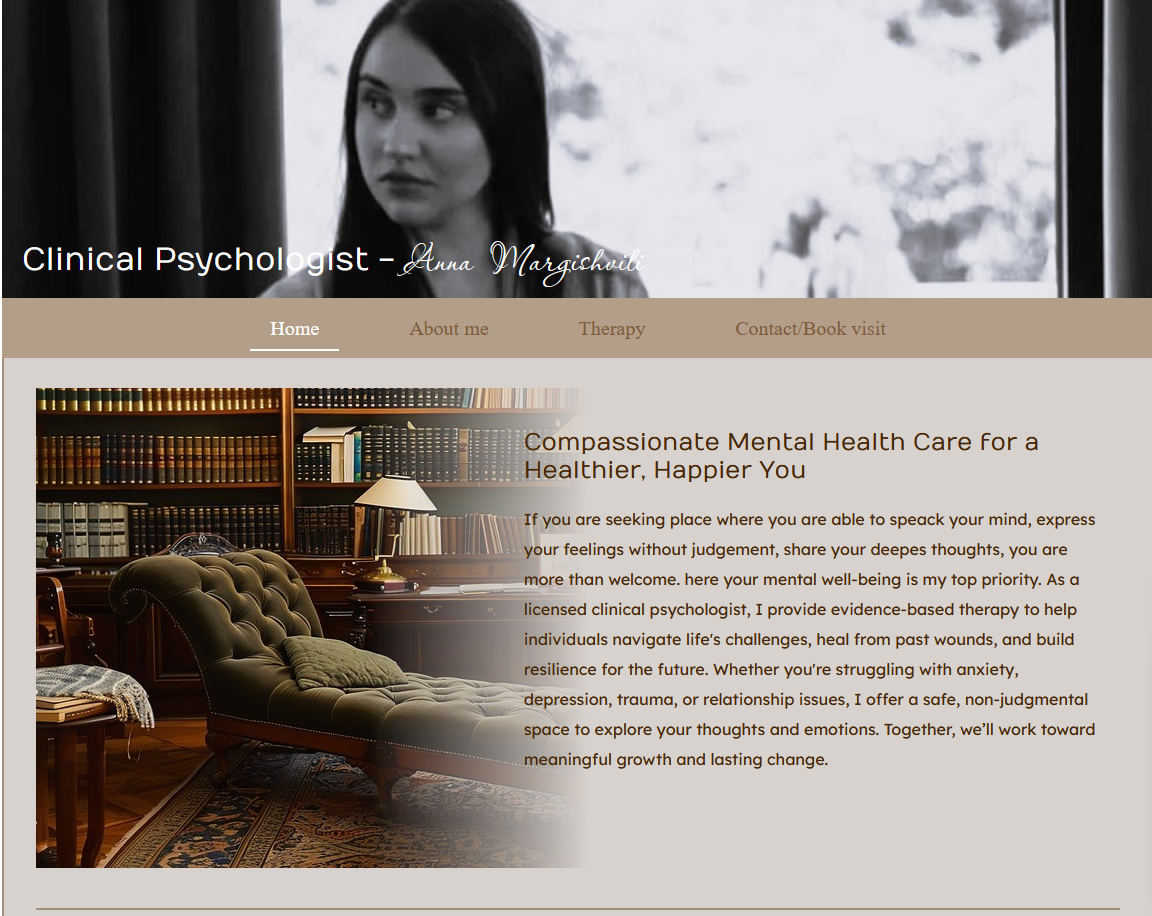 Clinical Psychologist - Anna Margishvili
Home About me Therapy Contact/Book visit
Compassionate Mental Health Care for a
Healthier, Happier You
If you are seeking place where you are able to speack your mind, express
your feelings without judgement, share your deepes thoughts, you are
more than welcome. here your mental well-being is my top priority. As a
licensed clinical psychologist, I provide evidence-based therapy to help
individuals navigate life's challenges, heal from past wounds, and build
resilience for the future. Whether you're struggling with anxiety,
depression, trauma, or relationship issues, I offer a safe, non-judgmental
space to explore your thoughts and emotions. Together, we’ll work toward
meaningful growth and lasting change.